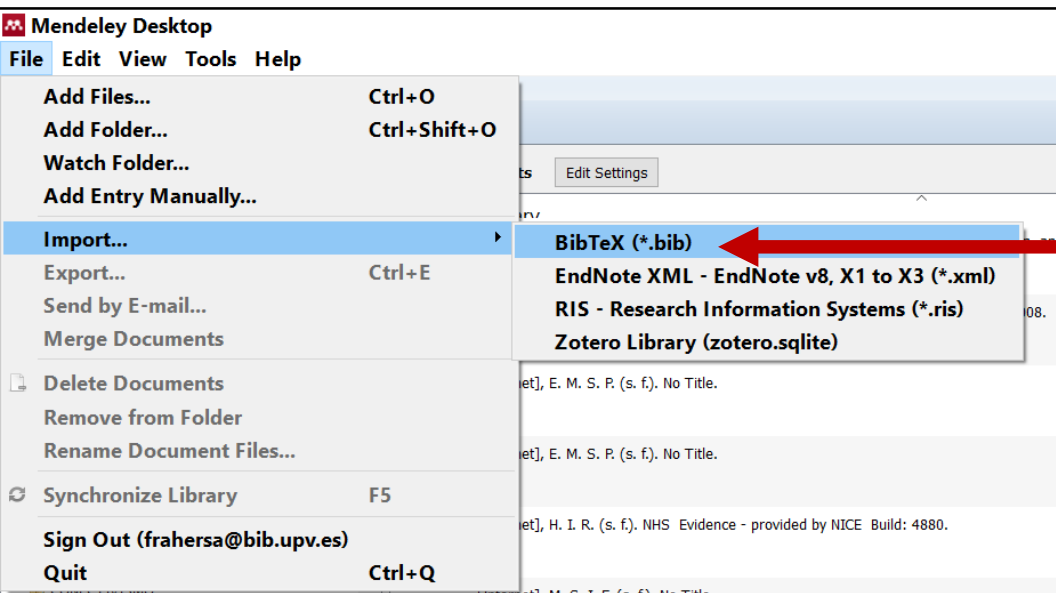 Mendeley Desktop
File Edit View Tools Help
Add Files... Ctrl+O
Add Folder... Ctrl+Shift+O
Watch Folder...
Add Entry Manually...
Import...
Export... Ctrl+E
Send by E-mail...
Merge Documents
Delete Documents
Remove from Folder
Rename Document Files...
Synchronize Library F5
Sign Out (frahersa@bib.upv.es)
Quit Ctrl+Q
Edit Settings
BibTeX (*.bib)
EndNote XML - EndNote v8, X1 to X3 (*.xml)
RIS - Research Information Systems (*.ris)
Zotero Library (zotero.sqlite)
08.
et], E. M. S. P. (s. f.). No Title.
et], E. M. S. P. (s. f.). No Title.
et], H. I. R. (s. f.). NHS Evidence - provided by NICE Build: 4880.